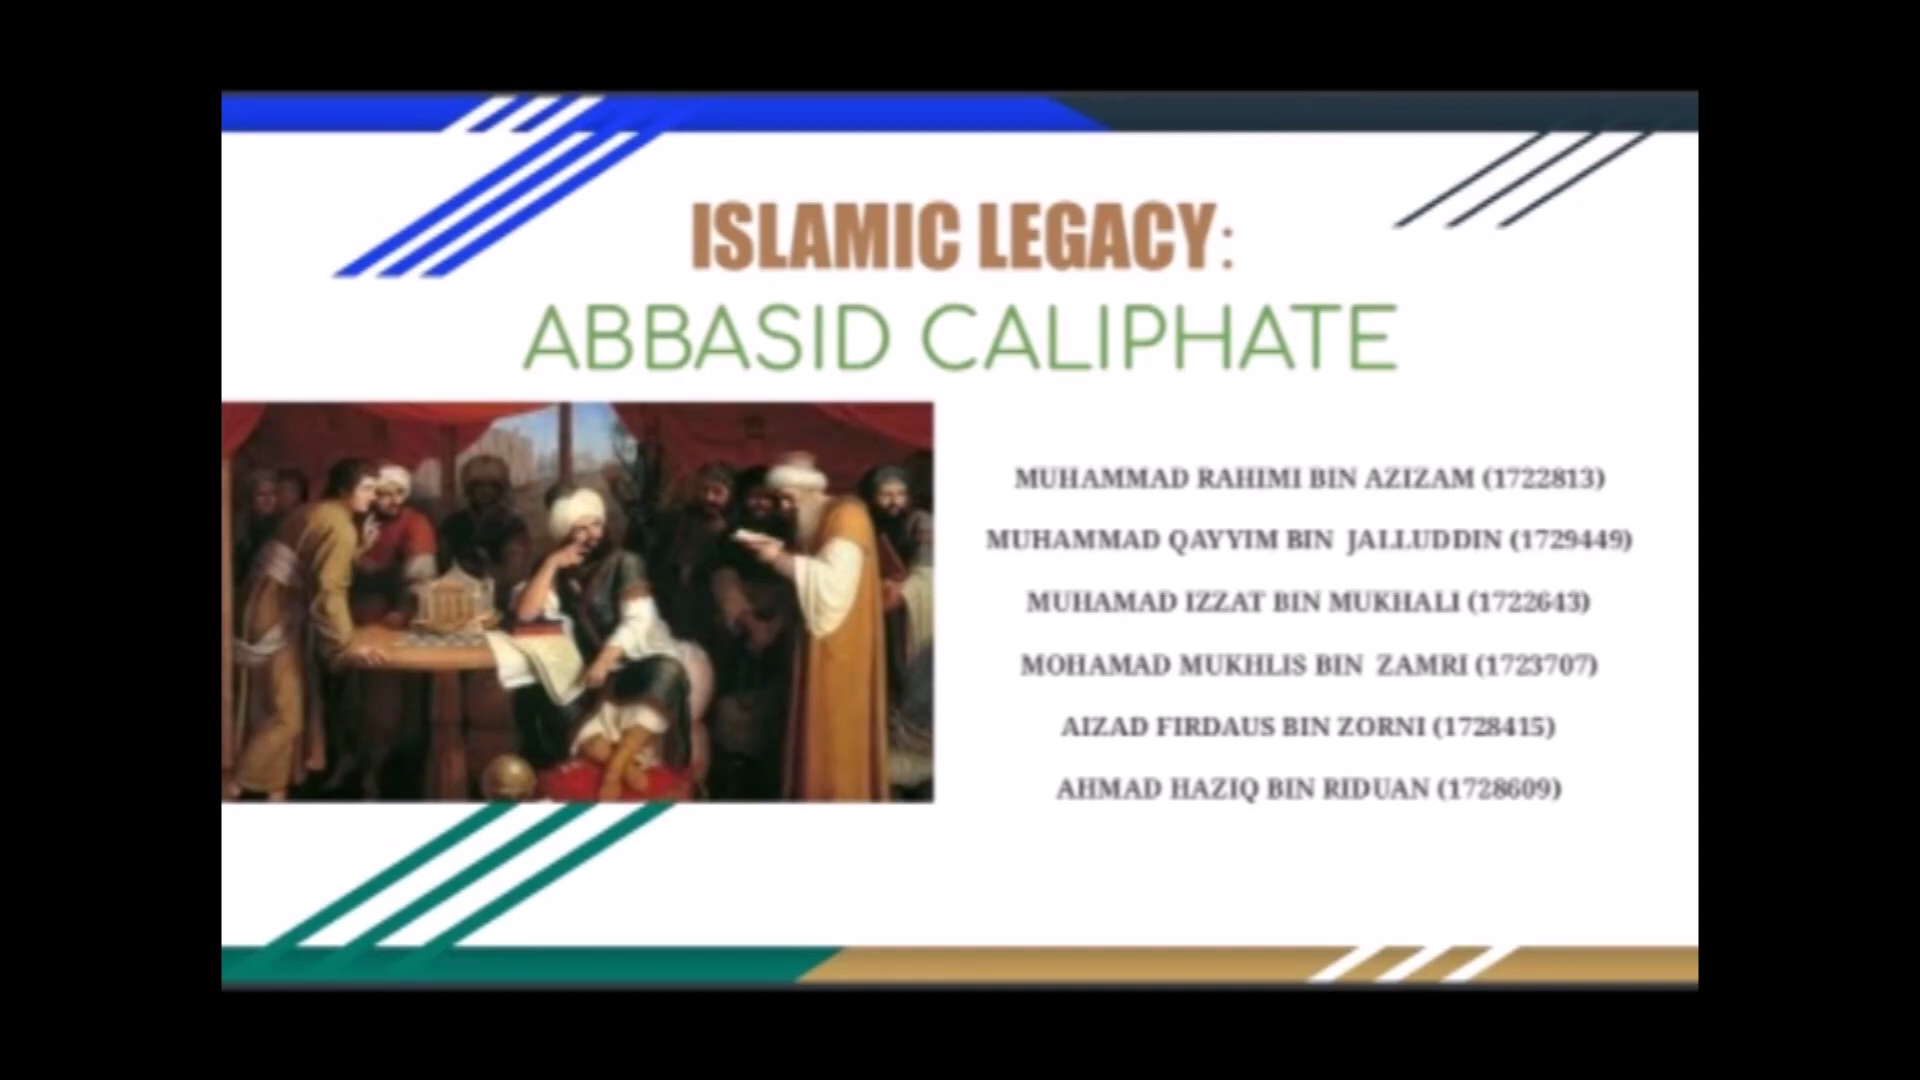 ISLAMIC LEGACY:
ABBASID CALIPHATE
MUHAMMAD RAHIMI BIN AZIZAM (1722813)
MUHAMMAD QAYYIM BIN JALLUDDIN (1729449)
MUHAMAD IZZAT BIN MUKHALI (1722643)
MOHAMAD MUKHLIS BIN ZAMRI (1723707)
AIZAD FIRDAUS BIN ZORNI (1728415)
AHMAD HAZIQ BIN RIDUAN (1728609)